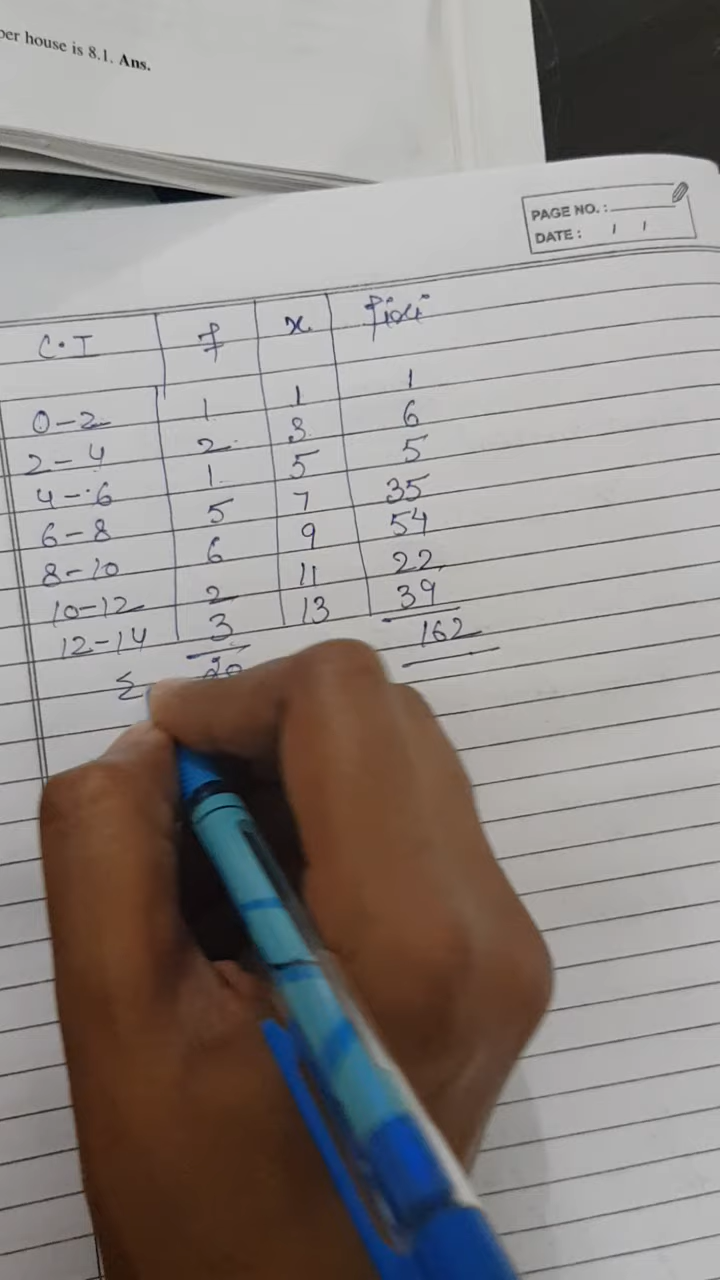 per house is 8.1. Ans.
PAGE NO. :
DATE : / /
C.I f x fixi
0-2 1 1 1
2-4 2 3 6
4-6 1 5 5
6-8 5 7 35
8-10 6 9 54
10-12 2 11 22
12-14 3 13 39
Σ 20 162